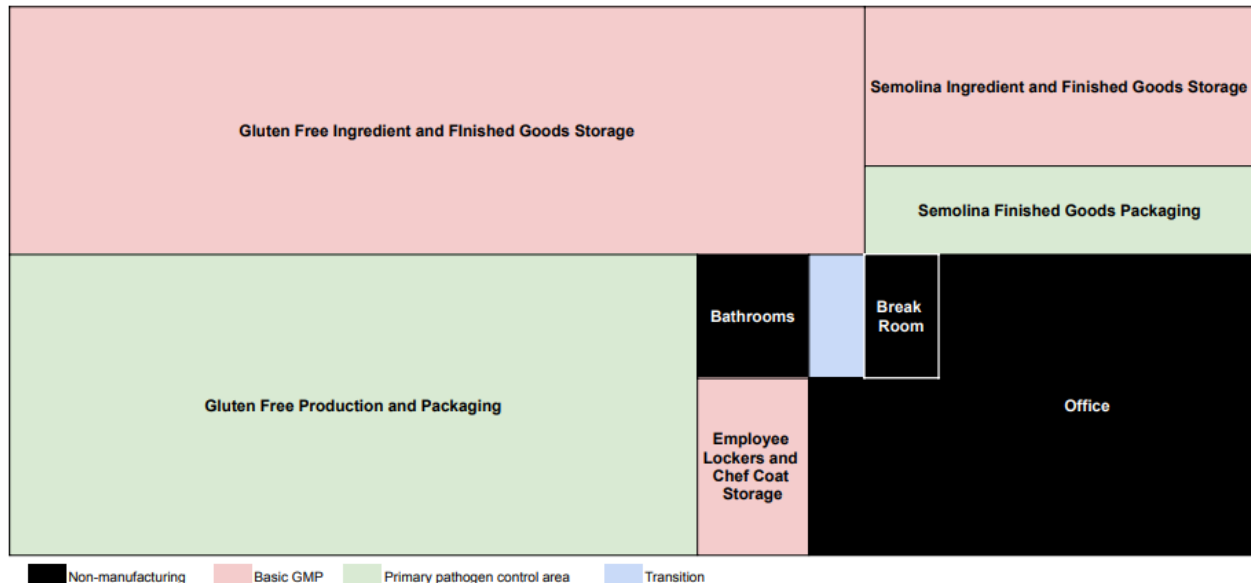 Semolina Ingredient and Finished Goods Storage
Gluten Free Ingredient and FInished Goods Storage
Semolina Finished Goods Packaging
Bathrooms
Break
Room
Gluten Free Production and Packaging
Office
Employee
Lockers and
Chef Coat
Storage
Non-manufacturing
Basic GMP
Primary pathogen control area
Transition